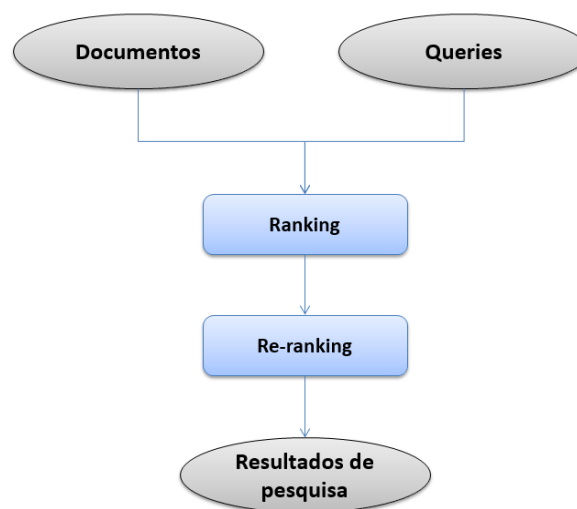 Documentos
Queries
Ranking
Re-ranking
Resultados de
pesquisa